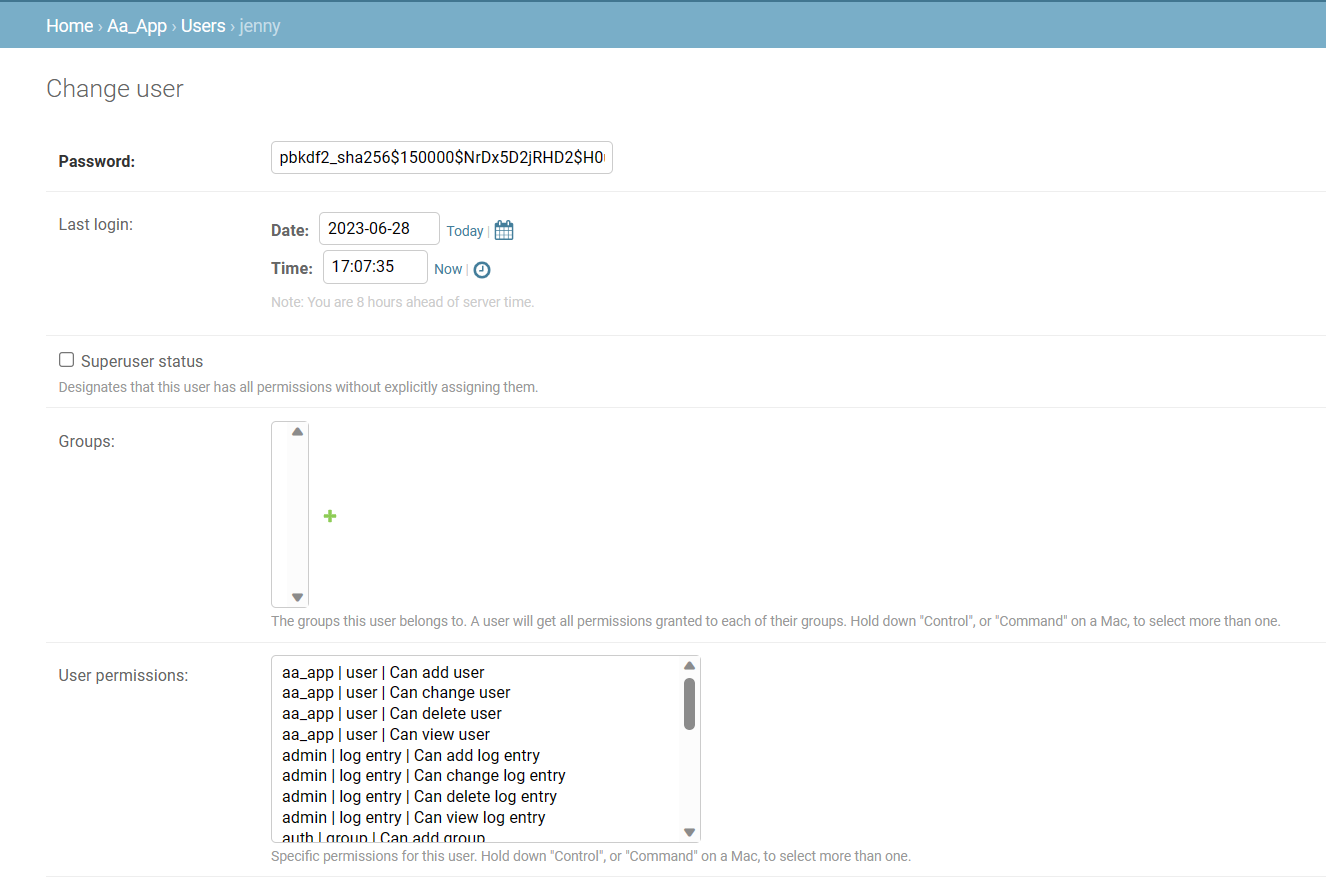 Home › Aa_App › Users › jenny
Change user
Password:
pbkdf2_sha256$150000$NrDx5D2jRHD2$H0
Last login:
Date: 2023-06-28 Today |
Time: 17:07:35 Now |
Note: You are 8 hours ahead of server time.
Superuser status
Designates that this user has all permissions without explicitly assigning them.
Groups:
The groups this user belongs to. A user will get all permissions granted to each of their groups. Hold down "Control", or "Command" on a Mac, to select more than one.
User permissions:
aa_app | user | Can add user
aa_app | user | Can change user
aa_app | user | Can delete user
aa_app | user | Can view user
admin | log entry | Can add log entry
admin | log entry | Can change log entry
admin | log entry | Can delete log entry
admin | log entry | Can view log entry
auth | group | Can add group
Specific permissions for this user. Hold down "Control", or "Command" on a Mac, to select more than one.